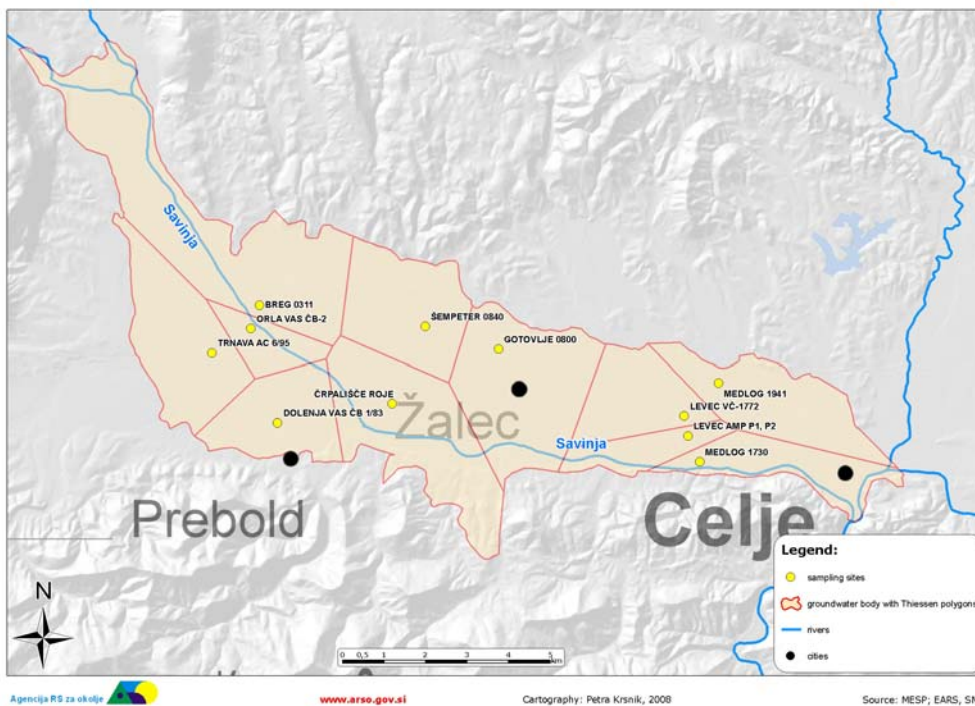 Savinja
BREG 0311
ORLA VAS ČB-2
TRNAVA AC 6/95
ŠEMPETER 0840
GOTOVLJE 0800
ČRPALIŠČE ROJE
DOLENJA VAS ČB 1/83
Žalec
MEDLOG 1941
LEVEC VČ-1772
LEVEC AMP P1, P2
Savinja
MEDLOG 1730
Prebold
Celje
Legend:
sampling sites
groundwater body with Thiessen polygons
rivers
cities
N
0 0,5 1 2 3 4 5
km
Agencija RS za okolje
www.arso.gov.si
Cartography: Petra Krsnik, 2008
Source: MESP; EARS, SM